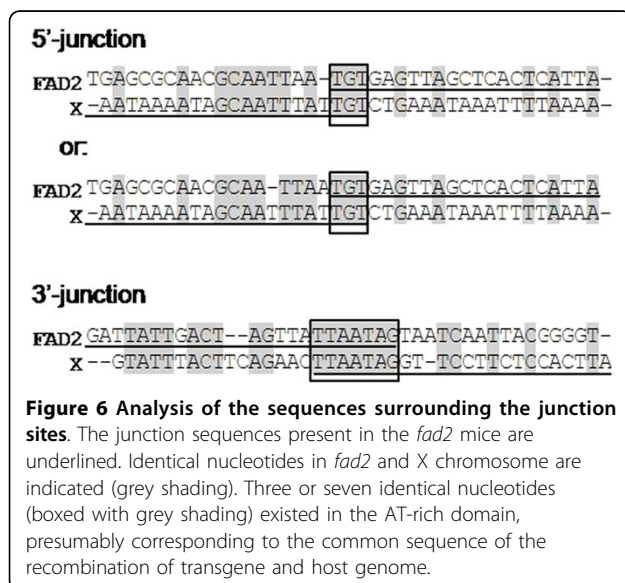 5'-junction
FAD2 TGAGCGCAACGCAATTAA-TGTGAGTTAGCTCACTCATTA-
X -AATAAAATAGCAATTTATTGTCTGAAATAAATTTTAAAA-
or:
FAD2 TGAGCGCAACGCAA-TTAATGTGAGTTAGCTCACTCATTA
X -AATAAAATAGCAATTTATTGTCTGAAATAAATTTTAAAA-
3'-junction
FAD2 GATTATTGACT--AGTTATTAATAGTAATCAATTACGGGGT-
X --GTATTTACTTCAGAACTTAATAGGT-TCCTTCTCCACTTA
Figure 6 Analysis of the sequences surrounding the junction
sites. The junction sequences present in the fad2 mice are
underlined. Identical nucleotides in fad2 and X chromosome are
indicated (grey shading). Three or seven identical nucleotides
(boxed with grey shading) existed in the AT-rich domain,
presumably corresponding to the common sequence of the
recombination of transgene and host genome.